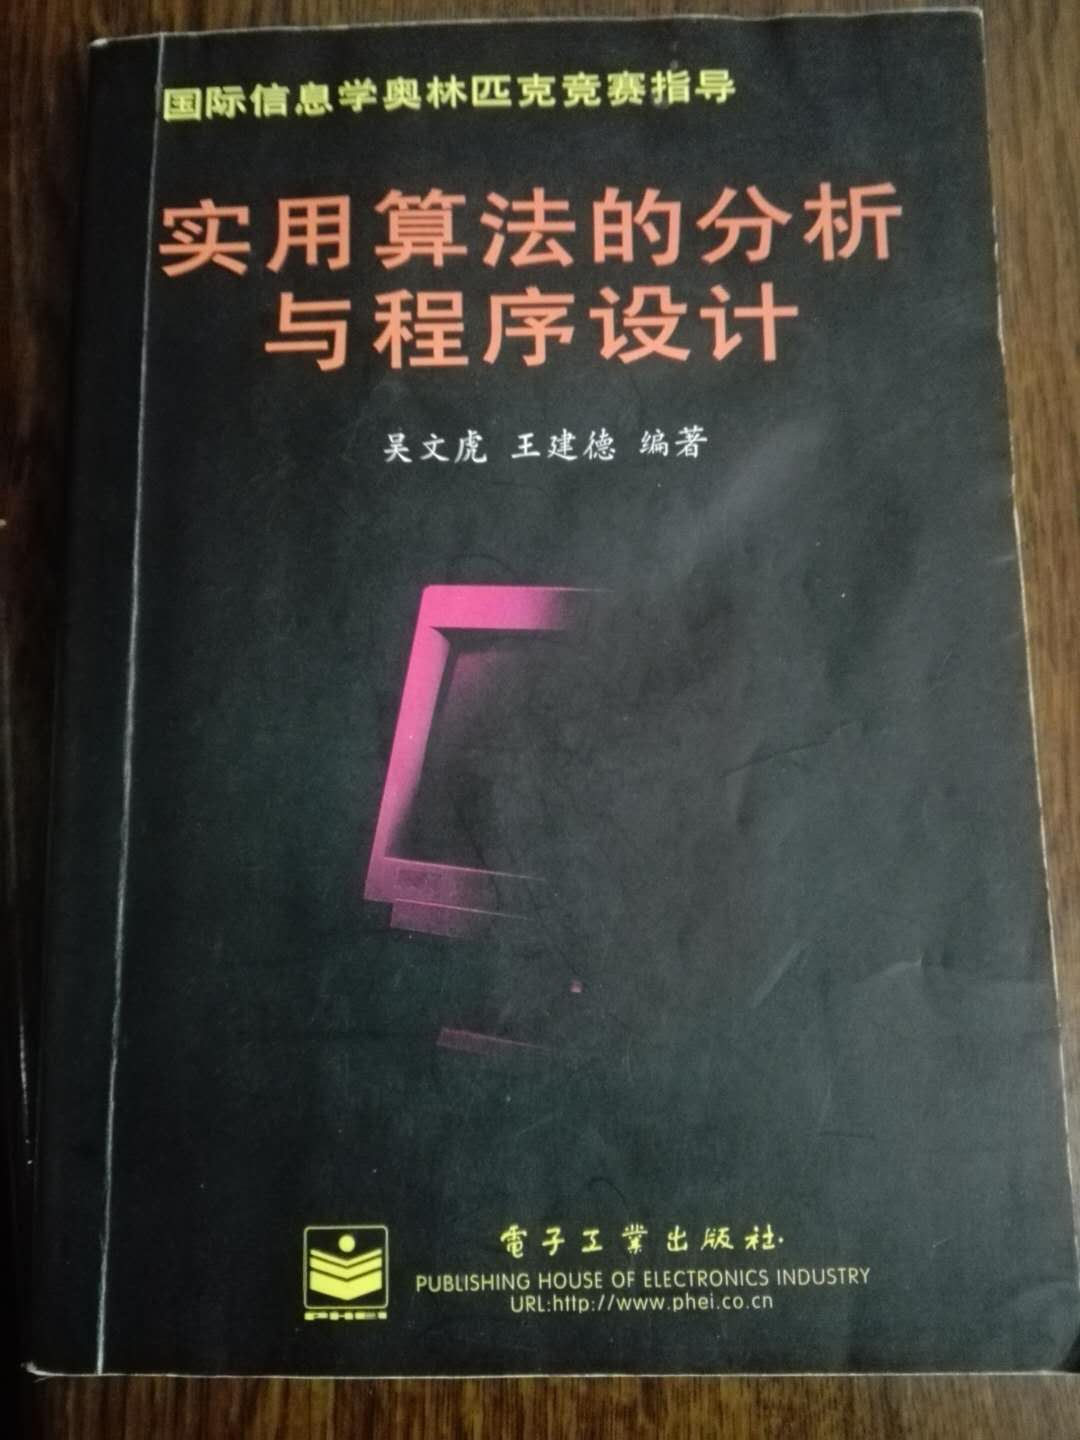 国际信息学奥林匹克竞赛指导
实用算法的分析
与程序设计
吴文虎 王建德 编著
電子工業出版社.
PUBLISHING HOUSE OF ELECTRONICS INDUSTRY
URL:http://www.phei.co.cn
PHEI